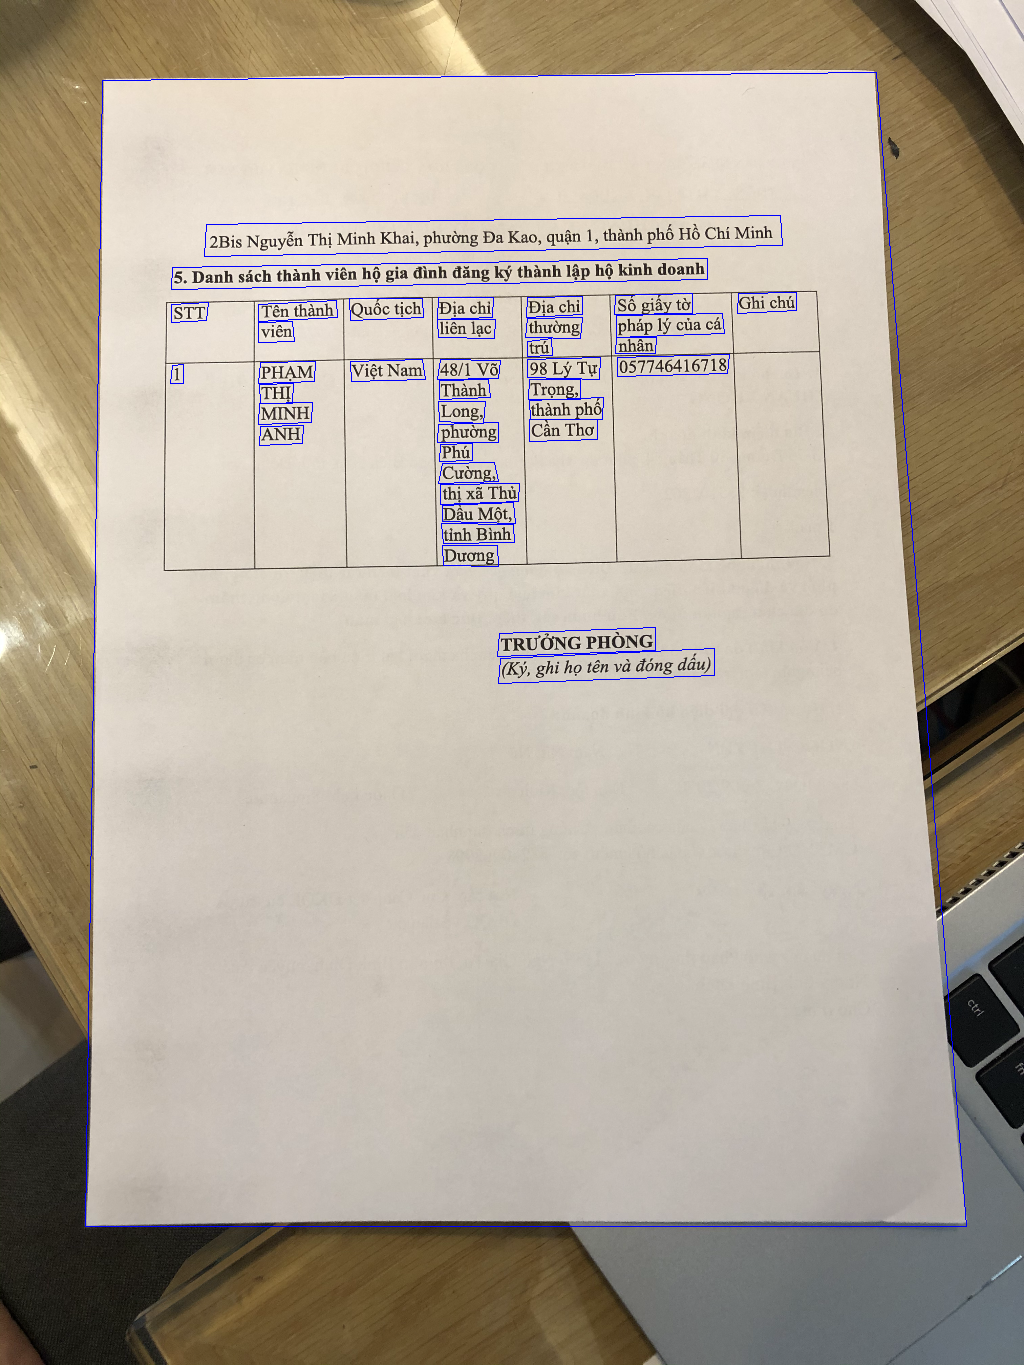 2Bis Nguyễn Thị Minh Khai, phường Đa Kao, quận 1, thành phố Hồ Chí Minh
5. Danh sách thành viên hộ gia đình đăng ký thành lập hộ kinh doanh
STT
Tên thành
viên
Quốc tịch
Địa chỉ
liên lạc
Địa chỉ
thường
trú
Số giấy tờ
pháp lý của cá
nhân
Ghi chú
1
PHẠM
THỊ
MINH
ANH
Việt Nam
48/1 Võ
Thành
Long,
phường
Phú
Cường,
thị xã Thủ
Dầu Một,
tỉnh Bình
Dương
98 Lý Tự
Trọng,
thành phố
Cần Thơ
057746416718
TRƯỞNG PHÒNG
(Ký, ghi họ tên và đóng dấu)
ctrl